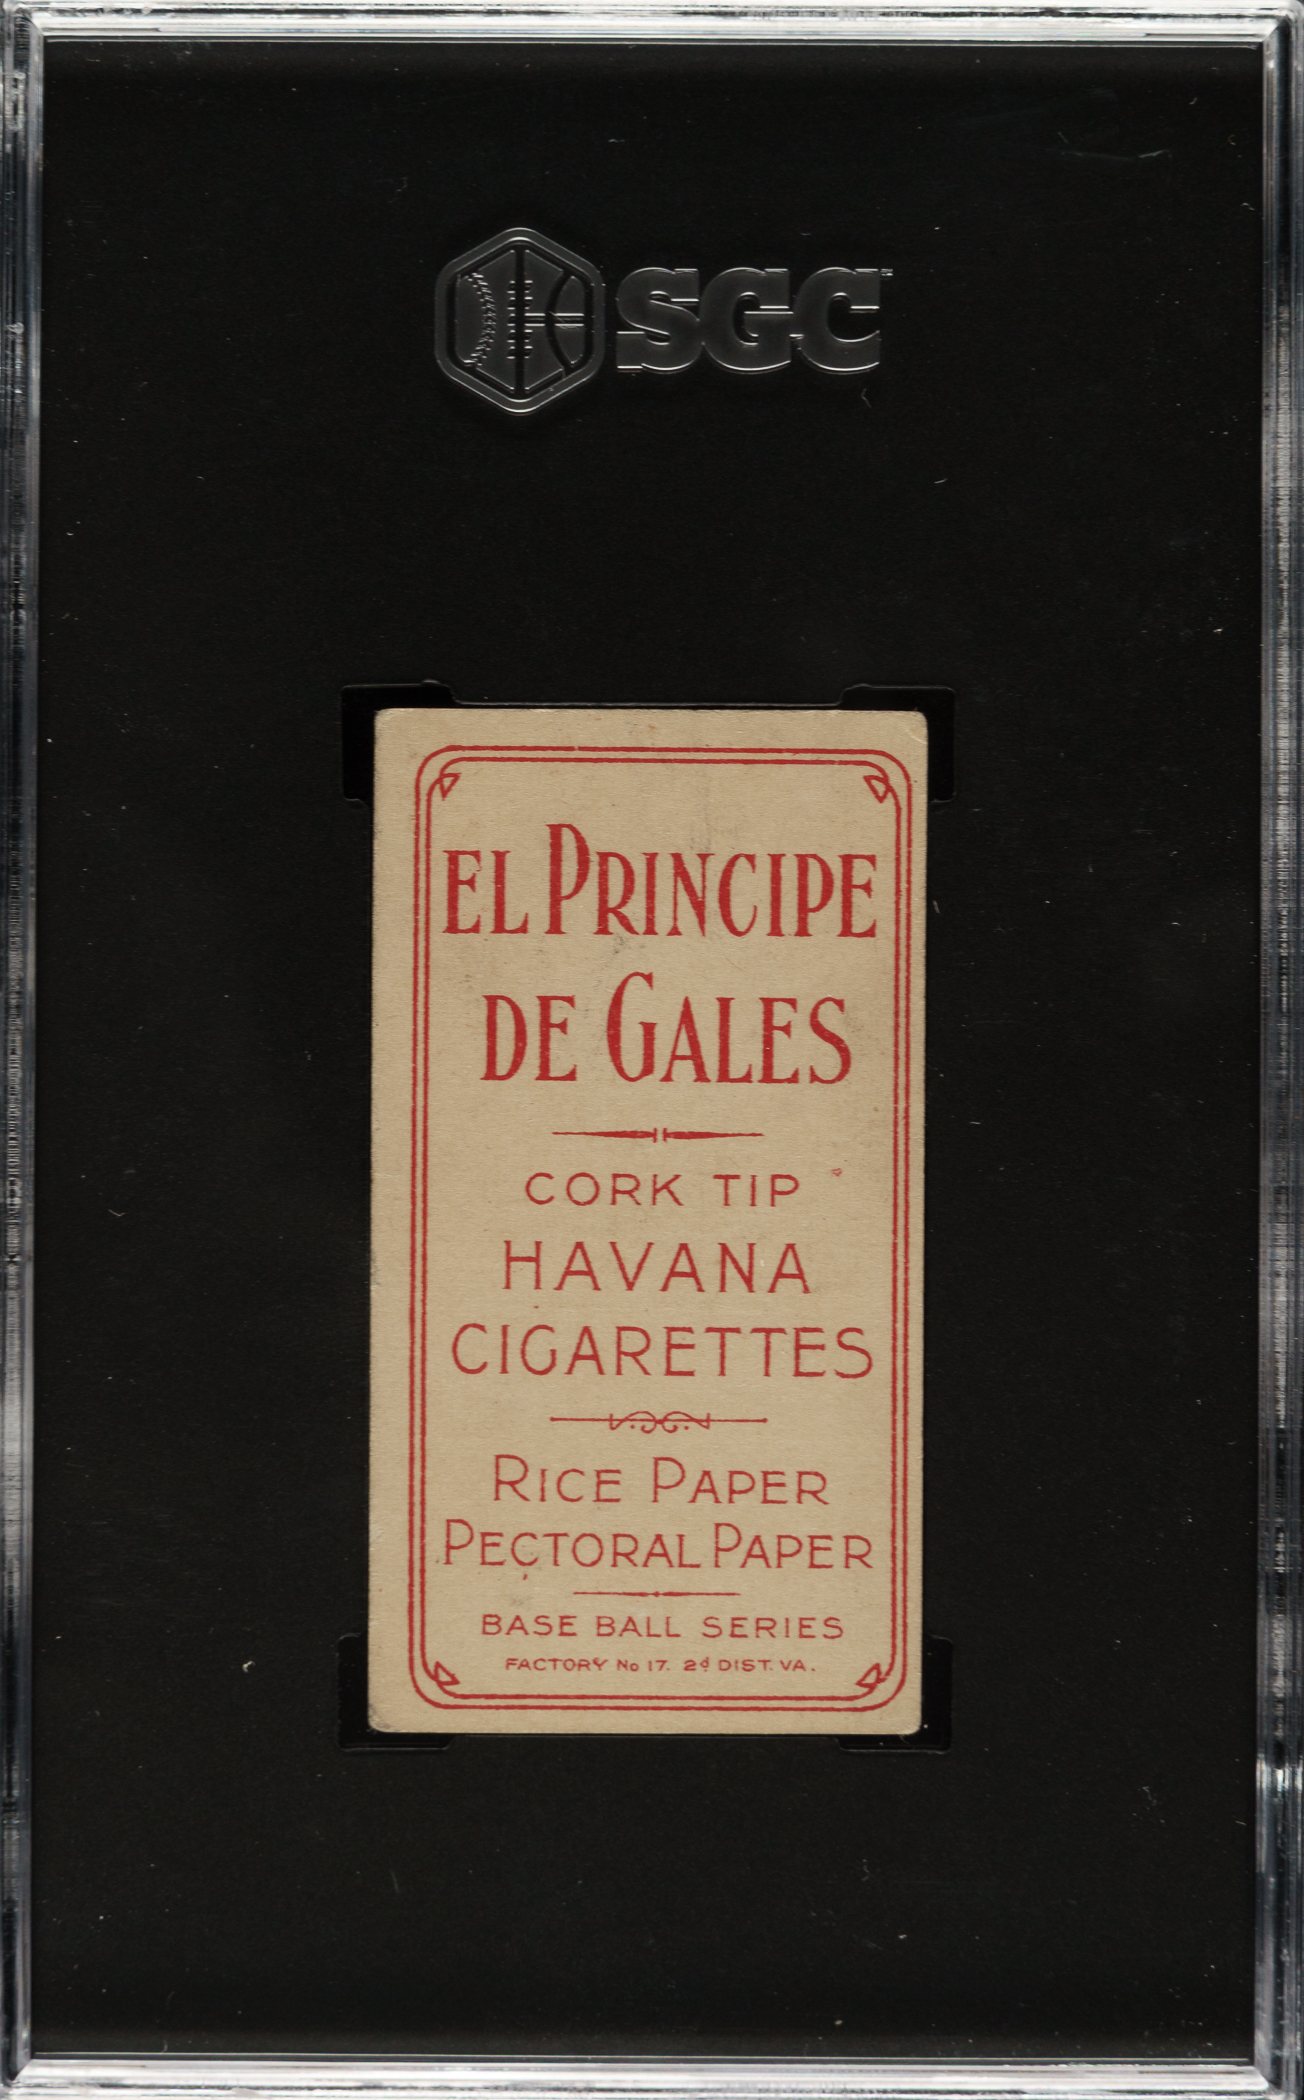 SGC
EL PRINCIPE
DE GALES
CORK TIP
HAVANA
CIGARETTES
RICE PAPER
PECTORAL PAPER
BASE BALL SERIES
FACTORY No 17. 2d DIST. VA.